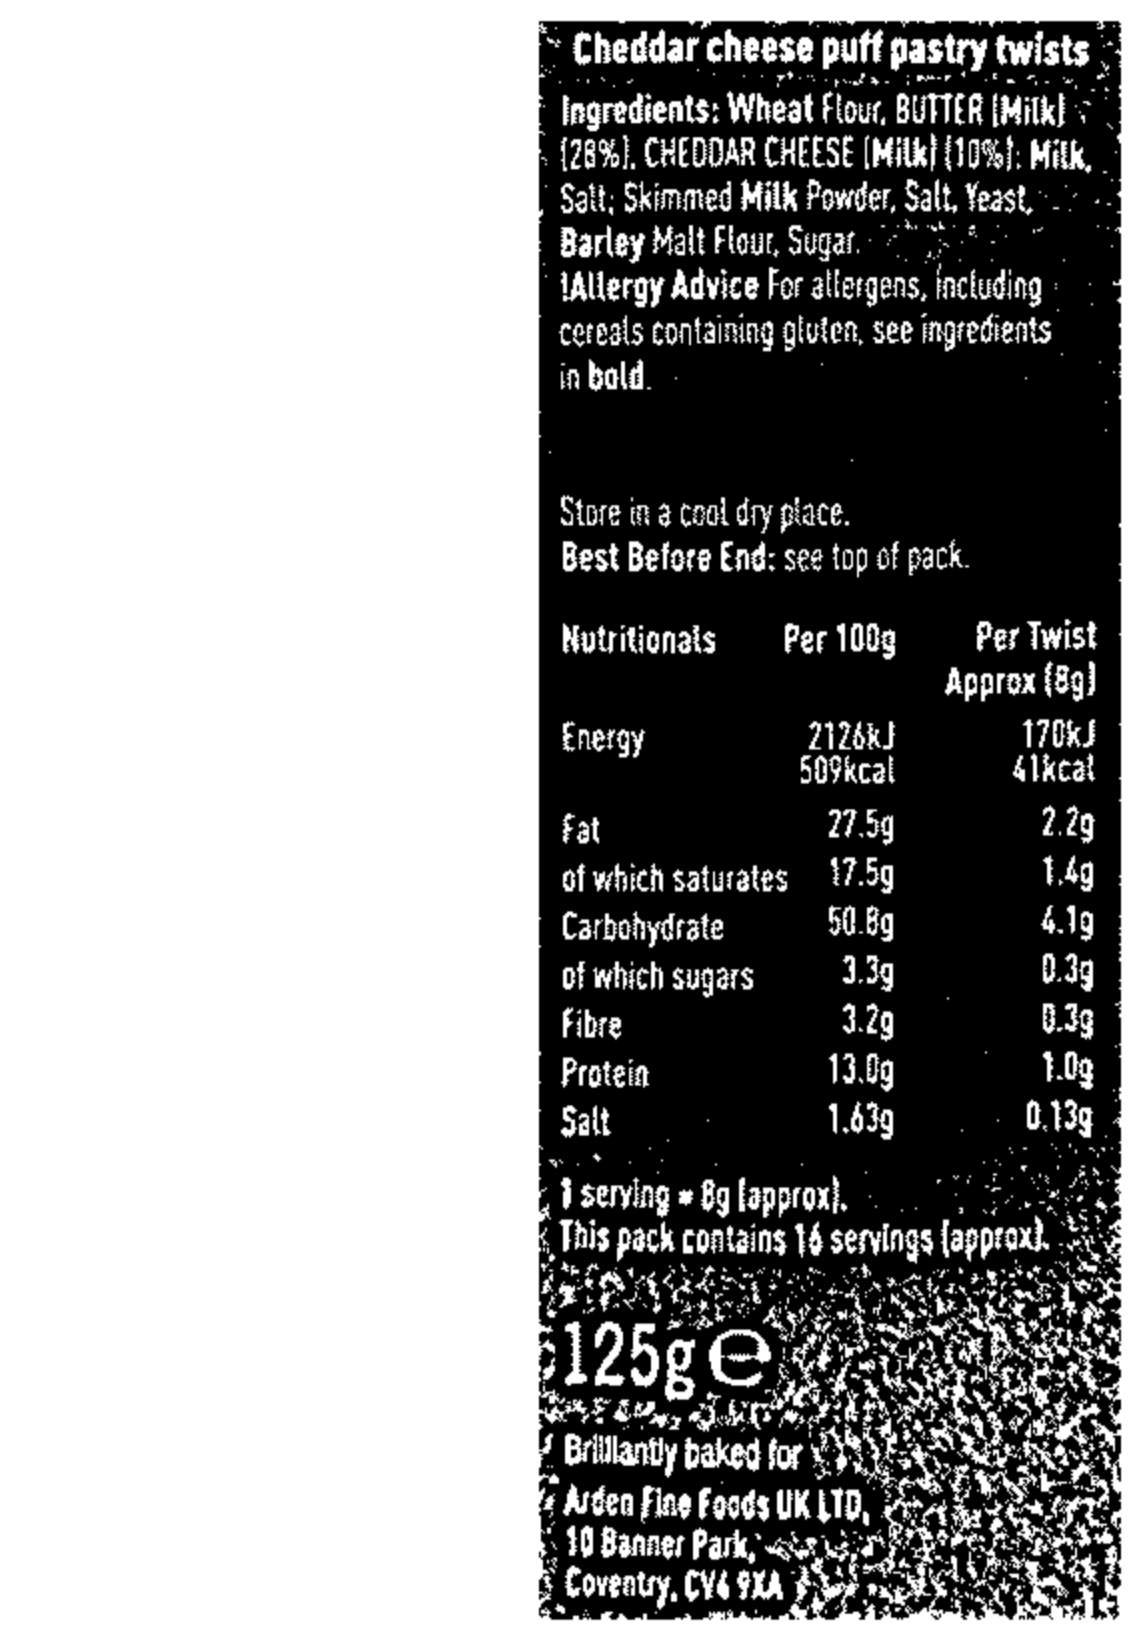 Cheddar cheese puff pastry twists
Ingredients: Wheat Flour, BUTTER (Milk)
(28%), CHEDDAR CHEESE (Milk) (10%): Milk,
Salt; Skimmed Milk Powder, Salt, Yeast,
Barley Malt Flour, Sugar.
!Allergy Advice For allergens, including
cereals containing gluten, see ingredients
in bold.
Store in a cool dry place.
Best Before End: see top of pack.
Nutritionals Per 100g Per Twist
Approx (8g)
Energy 2126kJ 170kJ
509kcal 41kcal
Fat 27.5g 2.2g
of which saturates 17.5g 1.4g
Carbohydrate 50.8g 4.1g
of which sugars 3.3g 0.3g
Fibre 3.2g 0.3g
Protein 13.0g 1.0g
Salt 1.63g 0.13g
1 serving = 8g (approx).
This pack contains 16 servings (approx).
125g e
Brilliantly baked for
Arden Fine Foods UK LTD,
10 Banner Park,
Coventry, CV4 9XA